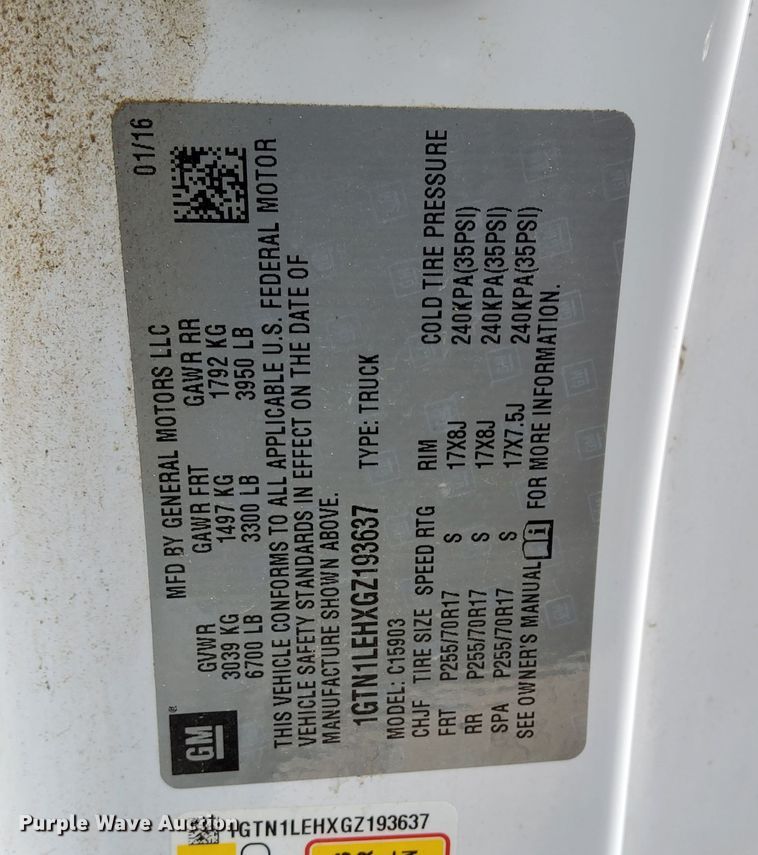 MFD BY GENERAL MOTORS LLC 01/16
GM®
GVWR GAWR FRT GAWR RR
3039 KG 1497 KG 1792 KG
6700 LB 3300 LB 3950 LB
THIS VEHICLE CONFORMS TO ALL APPLICABLE U.S. FEDERAL MOTOR
VEHICLE SAFETY STANDARDS IN EFFECT ON THE DATE OF
MANUFACTURE SHOWN ABOVE.
1GTN1LEHXGZ193637 TYPE: TRUCK
MODEL: C15903
CHJF TIRE SIZE SPEED RTG RIM COLD TIRE PRESSURE
FRT P255/70R17 S 17X8J 240KPA(35PSI)
RR P255/70R17 S 17X8J 240KPA(35PSI)
SPA P255/70R17 S 17X7.5J 240KPA(35PSI)
SEE OWNER'S MANUAL i FOR MORE INFORMATION.
1GTN1LEHXGZ193637
Purple Wave Auction